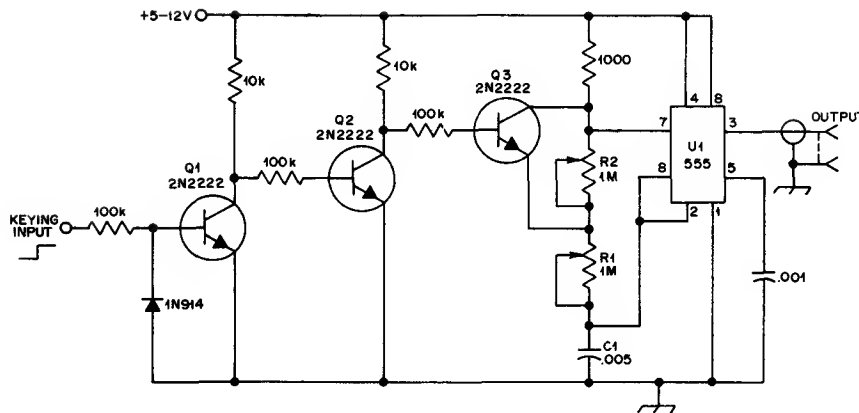 +5-12V
10k
10k
1000
Q3
2N2222
Q2
2N2222
100k
4
8
7
3
OUTPUT
U1
555
Q1
2N2222
100k
R2
1M
8
5
2
1
KEYING
INPUT
100k
R1
1M
1N914
.001
C1
.005